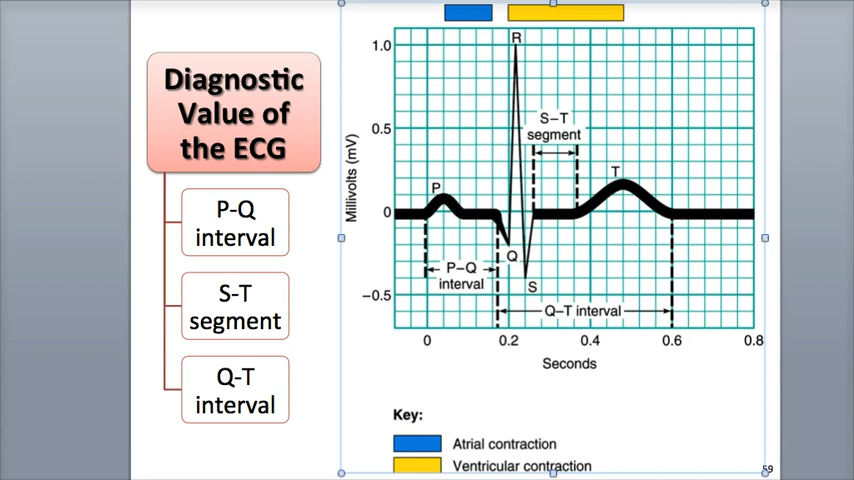 Diagnostic
Value of
the ECG
P-Q
interval
S-T
segment
Q-T
interval
Millivolts (mV)
1.0
0.5
0
−0.5
R
S–T
segment
P
T
Q
S
P–Q
interval
Q–T interval
0
0.2
0.4
0.6
0.8
Seconds
Key:
Atrial contraction
Ventricular contraction